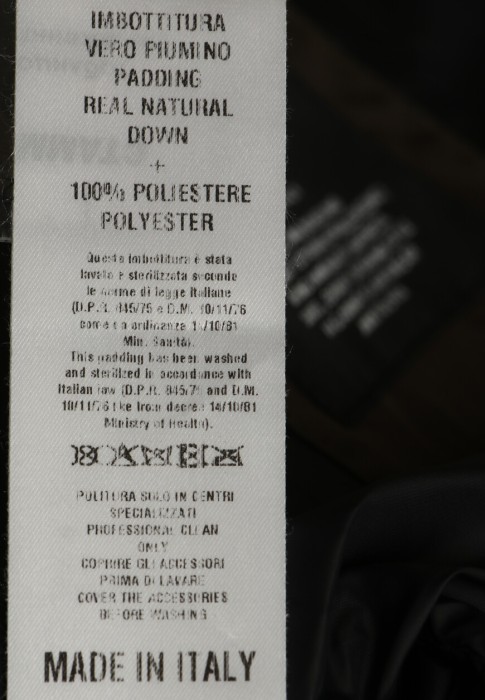 IMBOTTITURA
VERO PIUMINO
PADDING
REAL NATURAL
DOWN
+
100% POLIESTERE
POLYESTER
Questa imbottitura è stata
lavata e sterilizzata secondo
le norme di legge Italiane
(D.P.R. 845/75 e D.M. 10/11/76
come da ordinanza 14/10/81
Min. Sanità).
This padding has been washed
and sterilized in accordance with
Italian law (D.P.R. 845/75 and D.M.
10/11/76 like from decree 14/10/81
Ministry of Health).
PULITURA SOLO IN CENTRI
SPECIALIZZATI
PROFESSIONAL CLEAN
ONLY
COPRIRE GLI ACCESSORI
PRIMA DI LAVARE
COVER THE ACCESSORIES
BEFORE WASHING
MADE IN ITALY